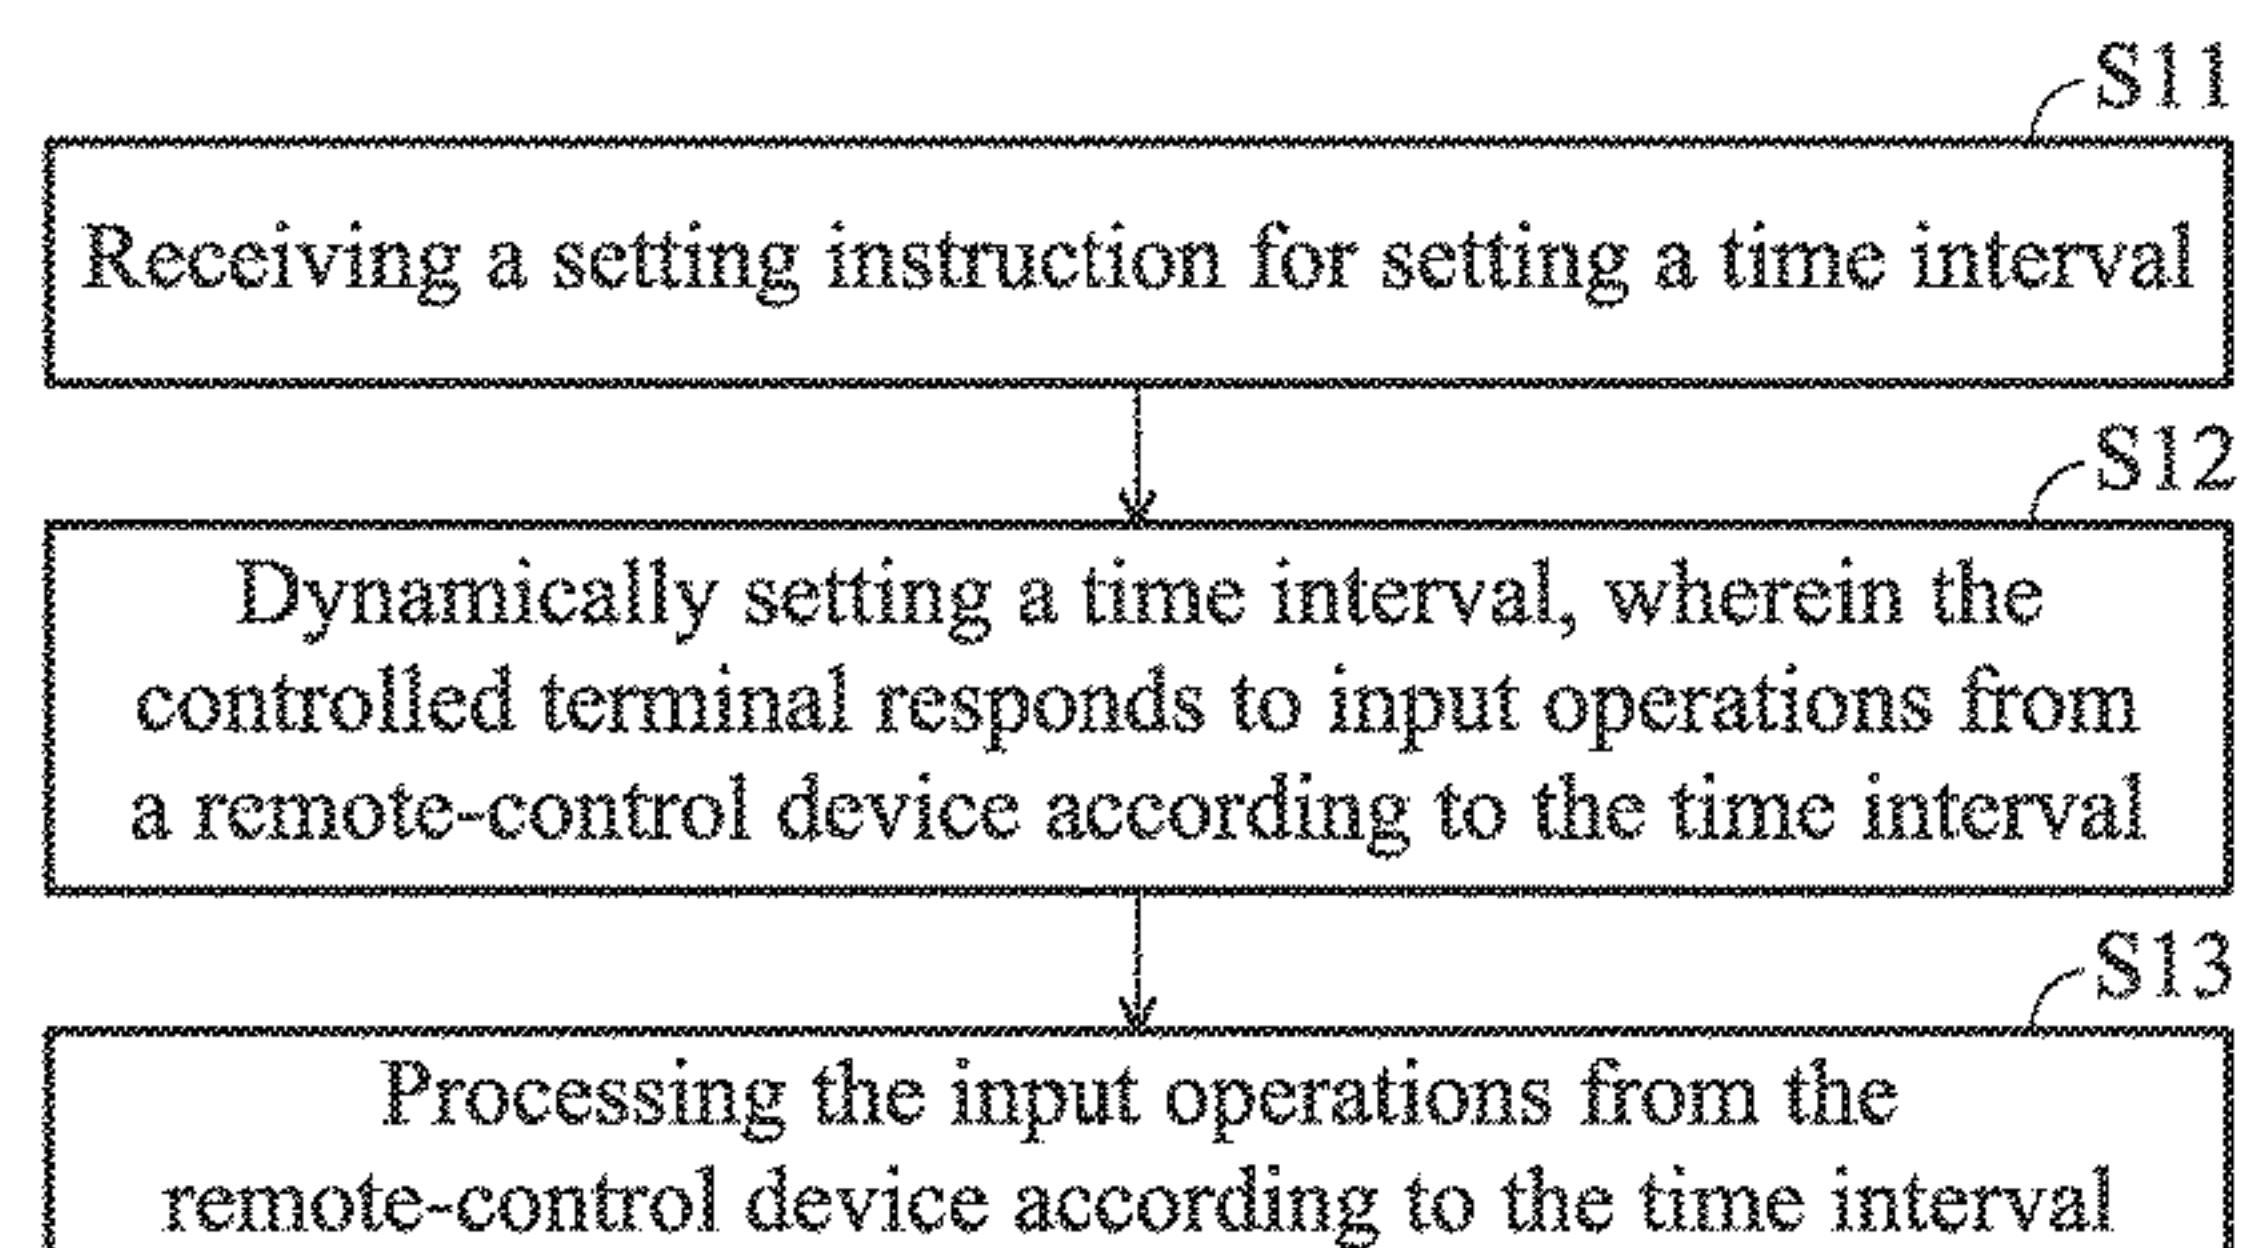 S11
Receiving a setting instruction for setting a time interval
S12
Dynamically setting a time interval, wherein the
controlled terminal responds to input operations from
a remote-control device according to the time interval
S13
Processing the input operations from the
remote-control device according to the time interval